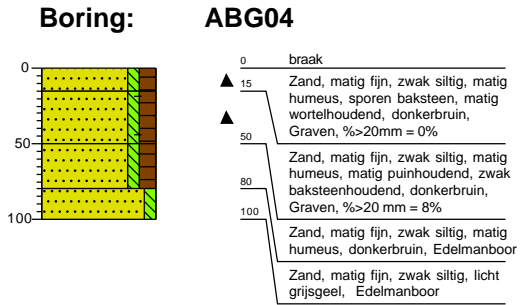 Boring: ABG04
0
50
100
0 braak
15 Zand, matig fijn, zwak siltig, matig
humeus, sporen baksteen, matig
wortelhoudend, donkerbruin,
Graven, %>20mm = 0%
50
Zand, matig fijn, zwak siltig, matig
humeus, matig puinhoudend, zwak
baksteenhoudend, donkerbruin,
Graven, %>20 mm = 8%
80
Zand, matig fijn, zwak siltig, matig
humeus, donkerbruin, Edelmanboor
100
Zand, matig fijn, zwak siltig, licht
grijsgeel, Edelmanboor